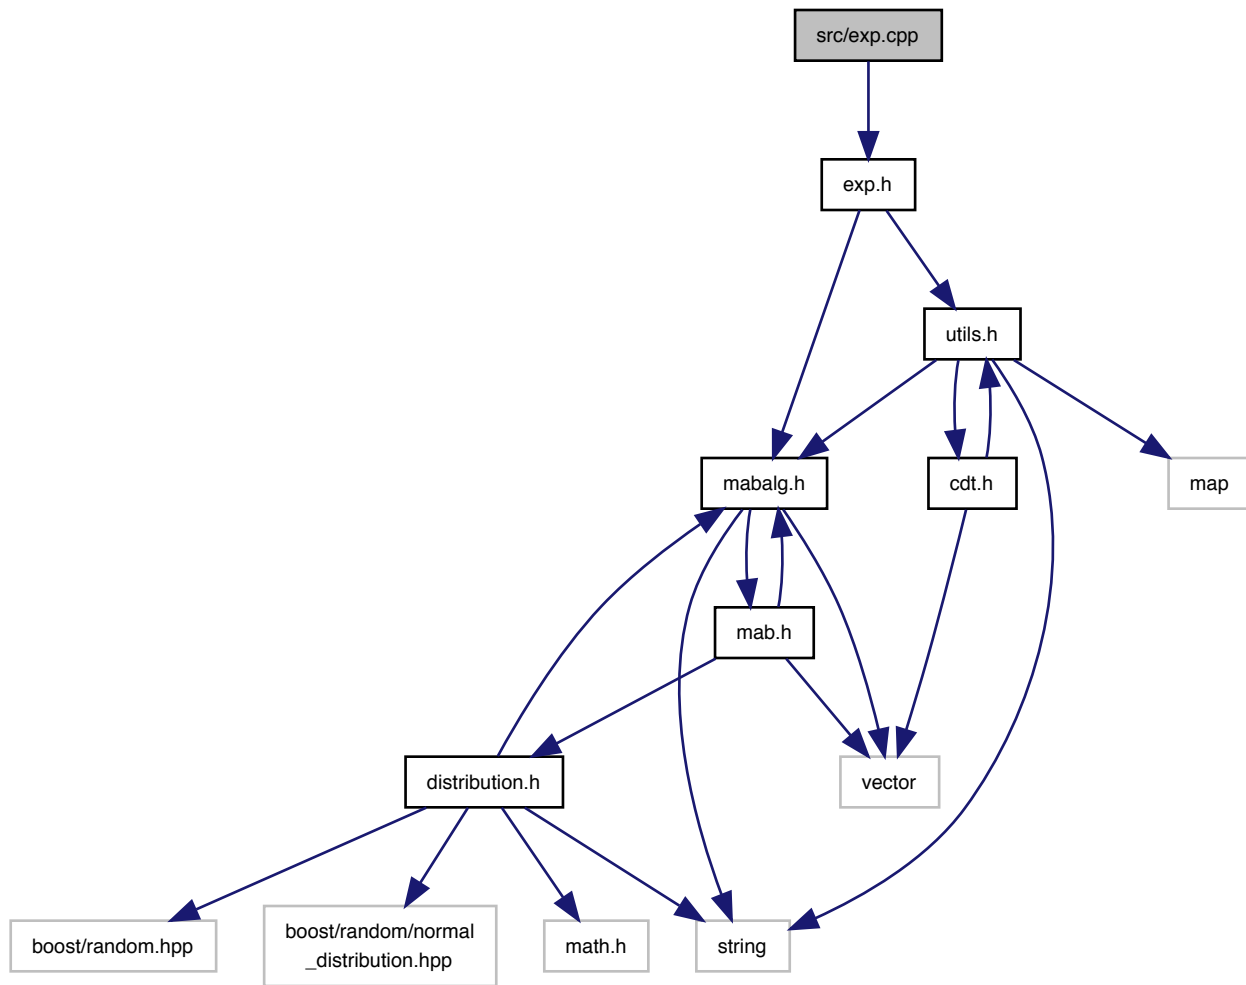 src/exp.cpp
exp.h
utils.h
mabalg.h
cdt.h
map
mab.h
distribution.h
vector
boost/random.hpp
boost/random/normal
_distribution.hpp
math.h
string